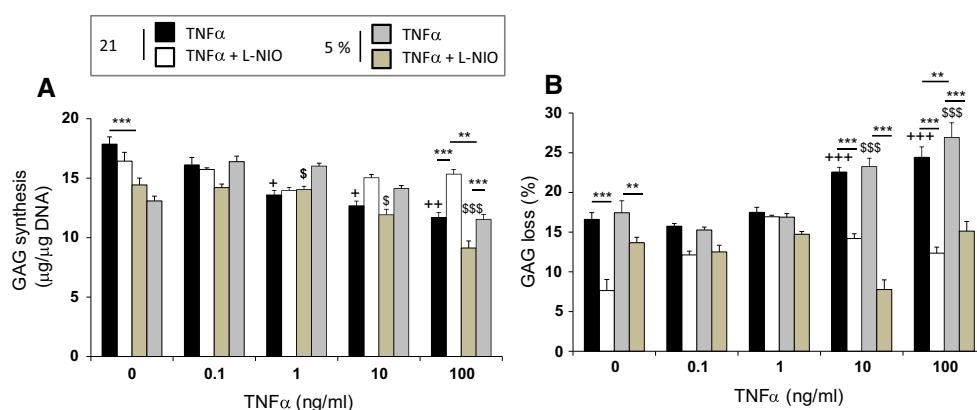 21
TNFα
TNFα + L-NIO
5 %
TNFα
TNFα + L-NIO
A
GAG synthesis
(µg/µg DNA)
20
15
10
5
0
***
+
$
+
$
**
***
++
***
$$$
0 0.1 1 10 100
TNFα (ng/ml)
B
GAG loss (%)
30
25
20
15
10
5
0
***
**
***
+++
***
$$$
**
***
***
+++
$$$
0 0.1 1 10 100
TNFα (ng/ml)